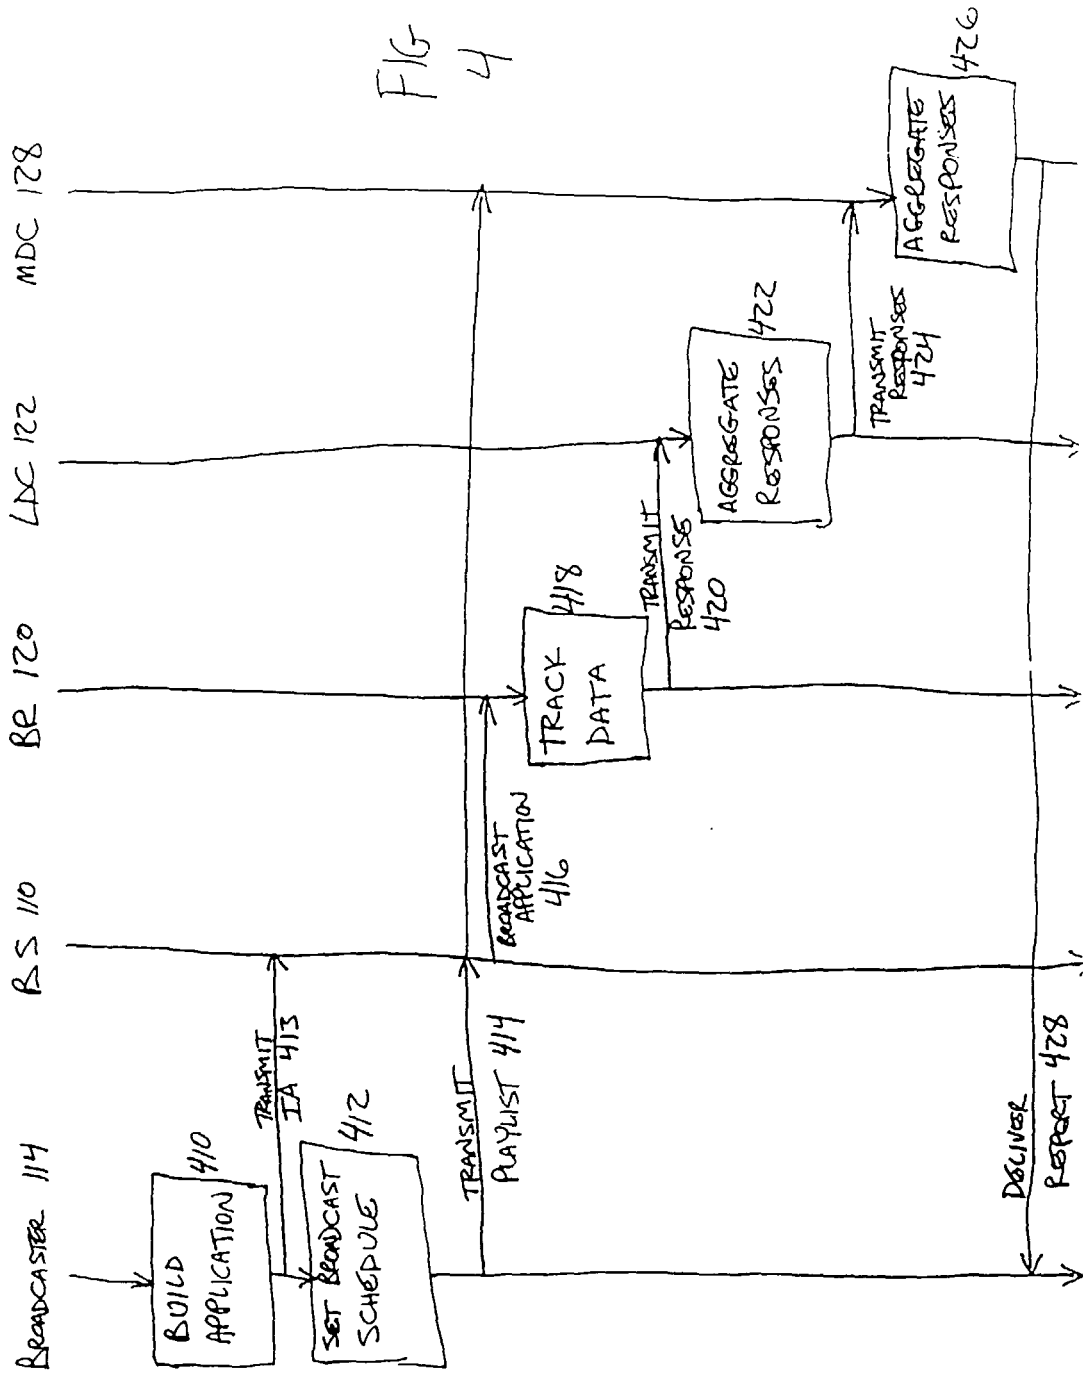 BROADCASTER 114
BS 110
BR 120
LDC 122
MDC 128
BUILD
APPLICATION
410
TRANSMIT
IA 413
SET BROADCAST
SCHEDULE
412
TRANSMIT
PLAYLIST 414
BROADCAST
APPLICATION
416
TRACK
DATA
418
TRANSMIT
RESPONSE
420
AGGREGATE
RESPONSES
422
TRANSMIT
RESPONSES
424
AGGREGATE
RESPONSES
426
DELIVER
REPORT 428
FIG
4